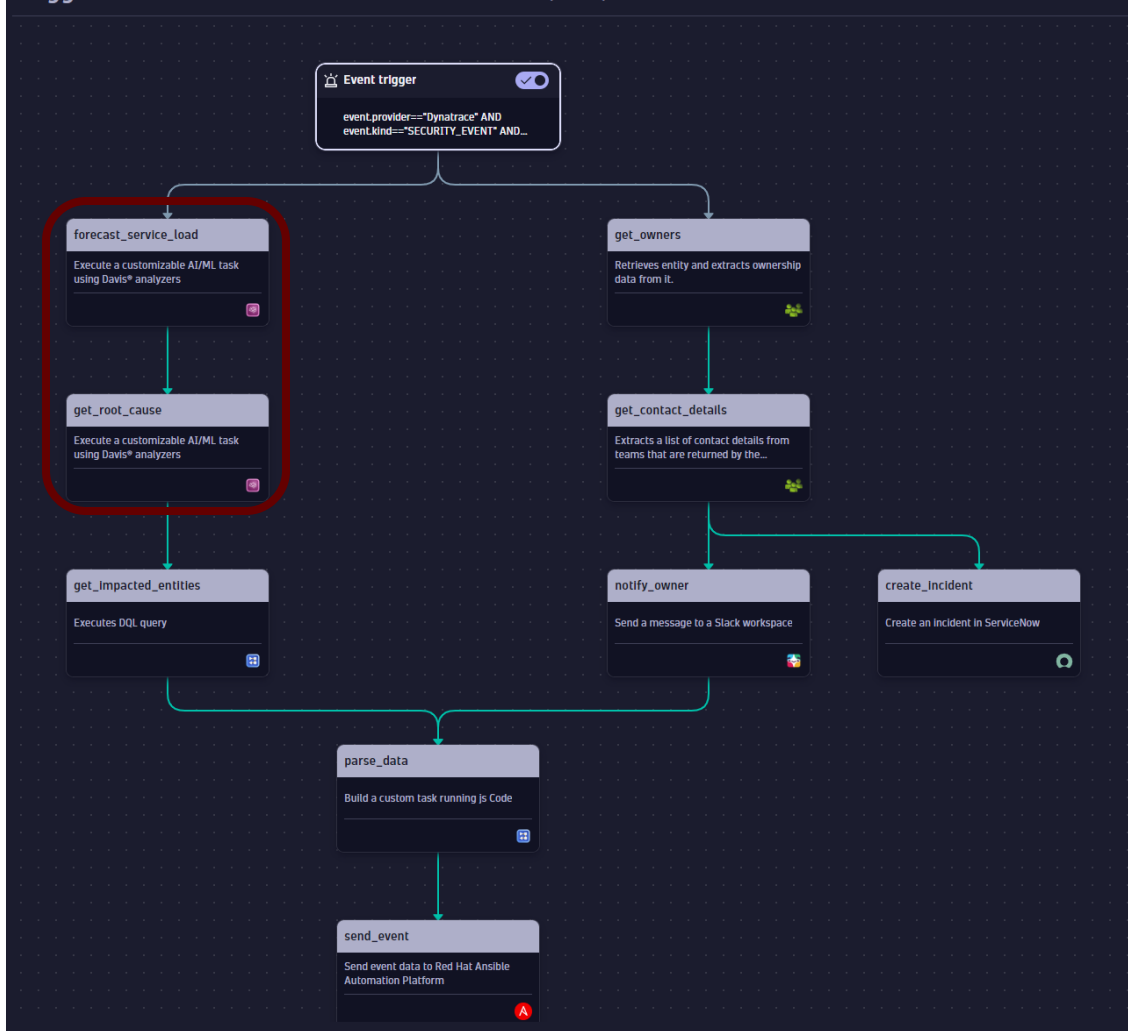 Event trigger
event.provider=="Dynatrace" AND
event.kind=="SECURITY_EVENT" AND...
forecast_service_load
Execute a customizable AI/ML task
using Davis® analyzers
get_owners
Retrieves entity and extracts ownership
data from it.
get_root_cause
Execute a customizable AI/ML task
using Davis® analyzers
get_contact_details
Extracts a list of contact details from
teams that are returned by the...
get_impacted_entities
Executes DQL query
notify_owner
Send a message to a Slack workspace
create_incident
Create an incident in ServiceNow
parse_data
Build a custom task running js Code
send_event
Send event data to Red Hat Ansible
Automation Platform